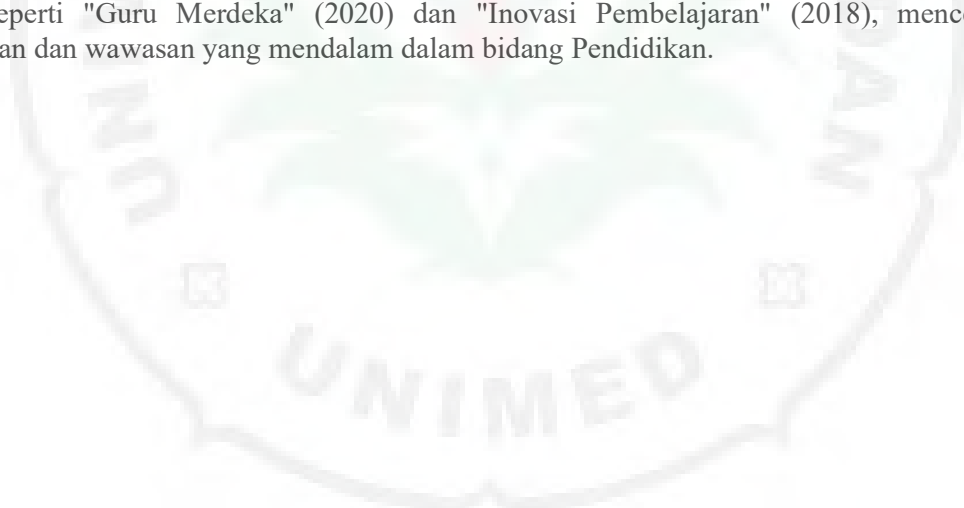 eperti "Guru Merdeka" (2020) dan "Inovasi Pembelajaran" (2018), menc
an dan wawasan yang mendalam dalam bidang Pendidikan.
UNIMED